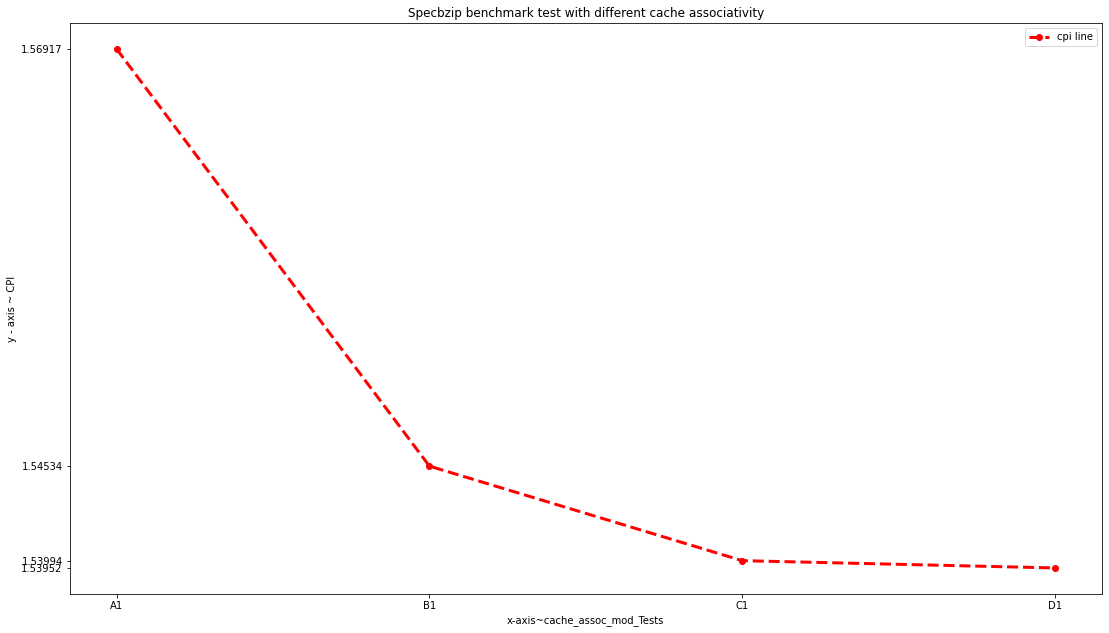 Specbzip benchmark test with different cache associativity
cpi line
1.56917
1.54534
1.53994
1.53952
y - axis ~ CPI
A1 B1 C1 D1
x-axis~cache_assoc_mod_Tests